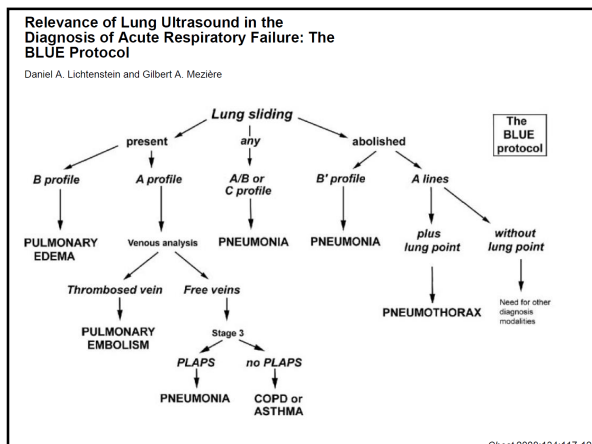 Relevance of Lung Ultrasound in the
Diagnosis of Acute Respiratory Failure: The
BLUE Protocol
Daniel A. Lichtenstein and Gilbert A. Mezière
The
BLUE
protocol
Lung sliding
present
any
abolished
B profile
A profile
A/B or
C profile
B' profile
A lines
PULMONARY
EDEMA
Venous analysis
PNEUMONIA
PNEUMONIA
plus
lung point
without
lung point
Thrombosed vein
Free veins
PNEUMOTHORAX
Need for other
diagnosis
modalities
PULMONARY
EMBOLISM
Stage 3
PLAPS
no PLAPS
PNEUMONIA
COPD or
ASTHMA